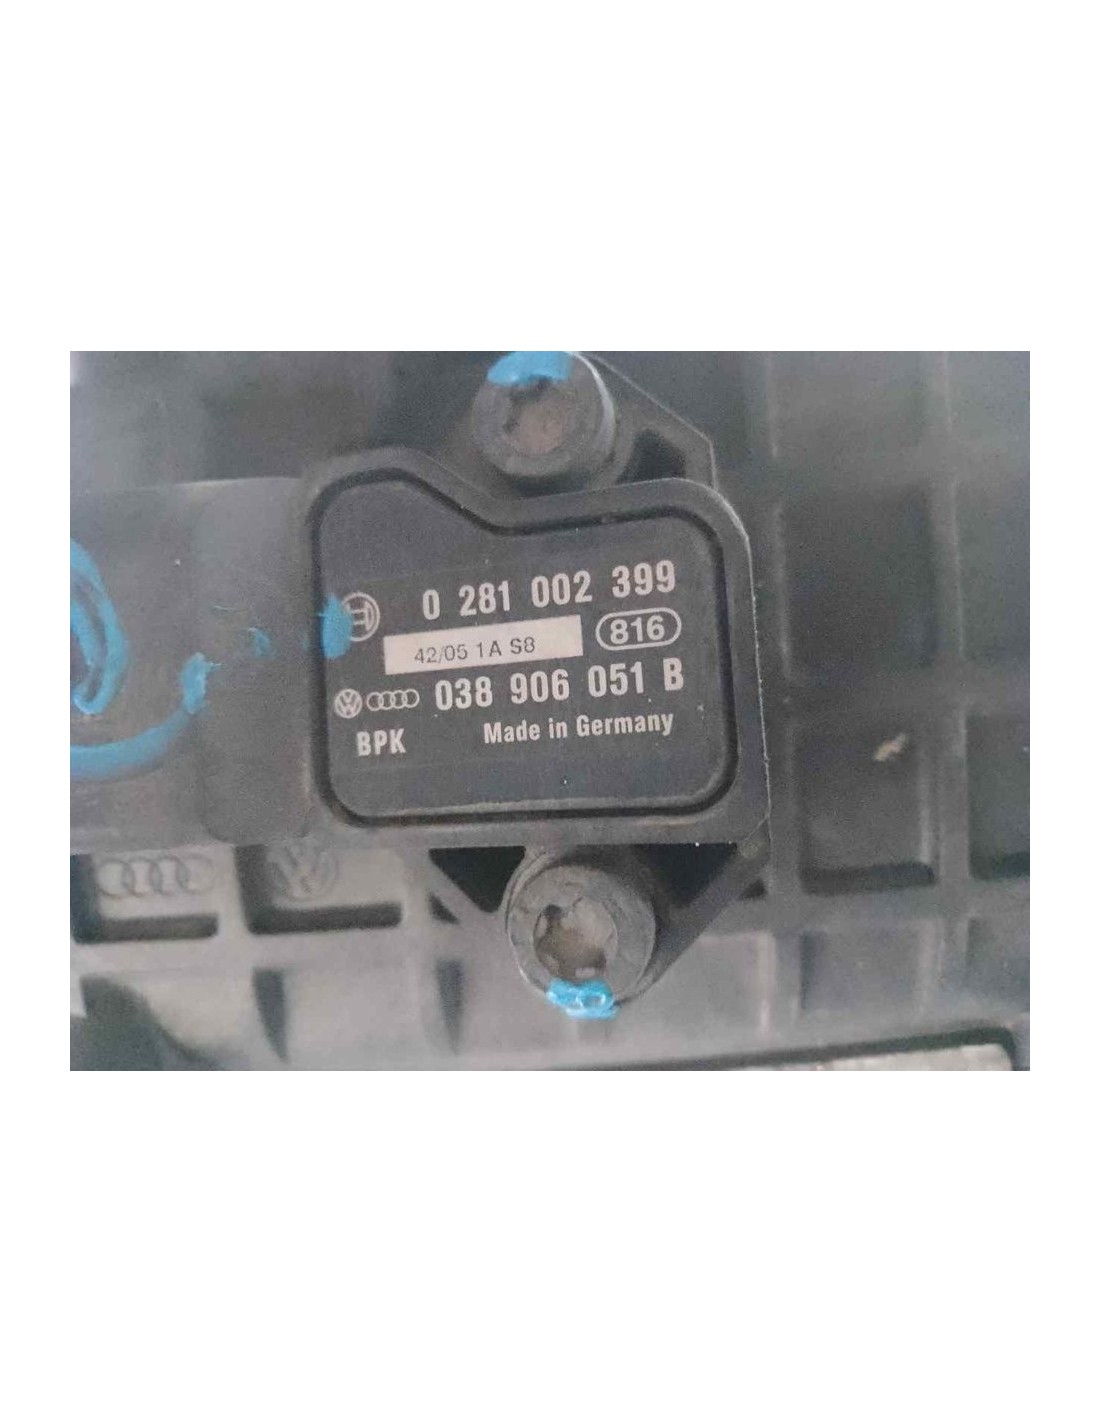 0 281 002 399
42/05 1A S8 816
038 906 051 B
BPK Made in Germany